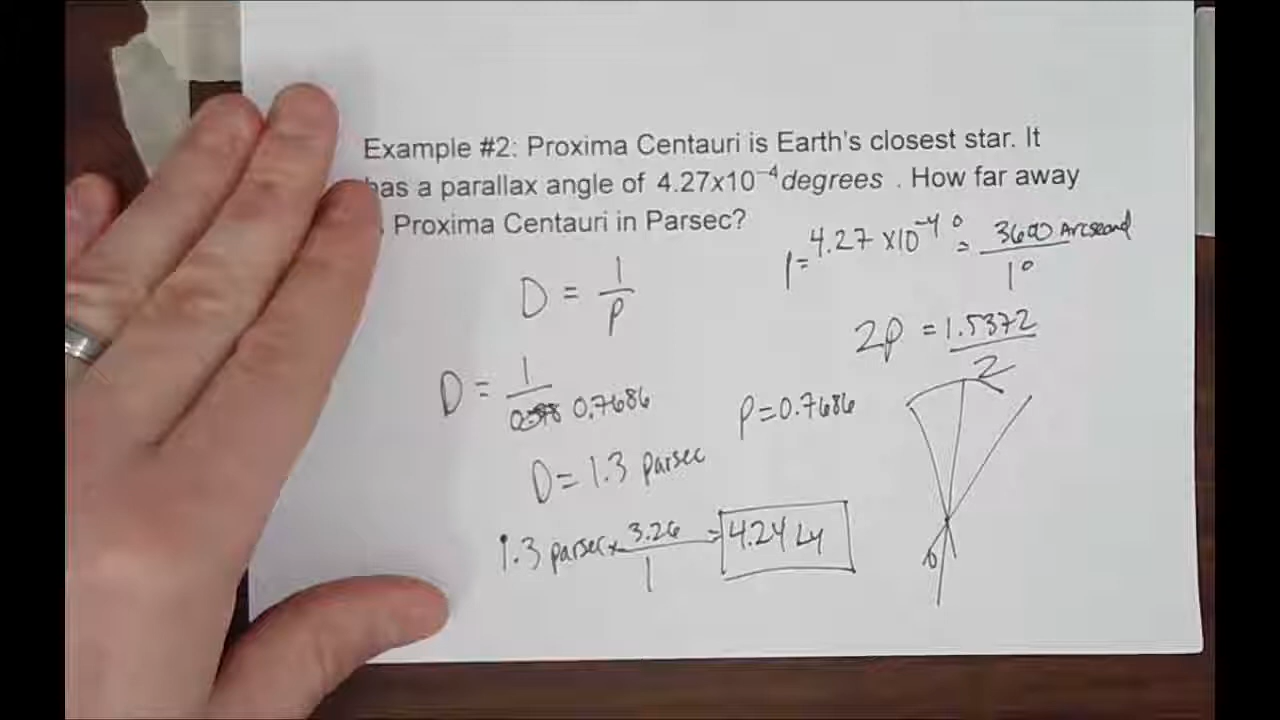 Example #2: Proxima Centauri is Earth's closest star. It
has a parallax angle of 4.27x10⁻⁴ degrees . How far away
Proxima Centauri in Parsec?
P = 4.27 x10⁻⁴ ° = 3600 Arcsecond / 1°
D = 1/P
2P = 1.5372 / 2
D = 1 / 0.7686
P=0.7686
D = 1.3 parsec
1.3 parsec x 3.26 / 1 = 4.24 Ly